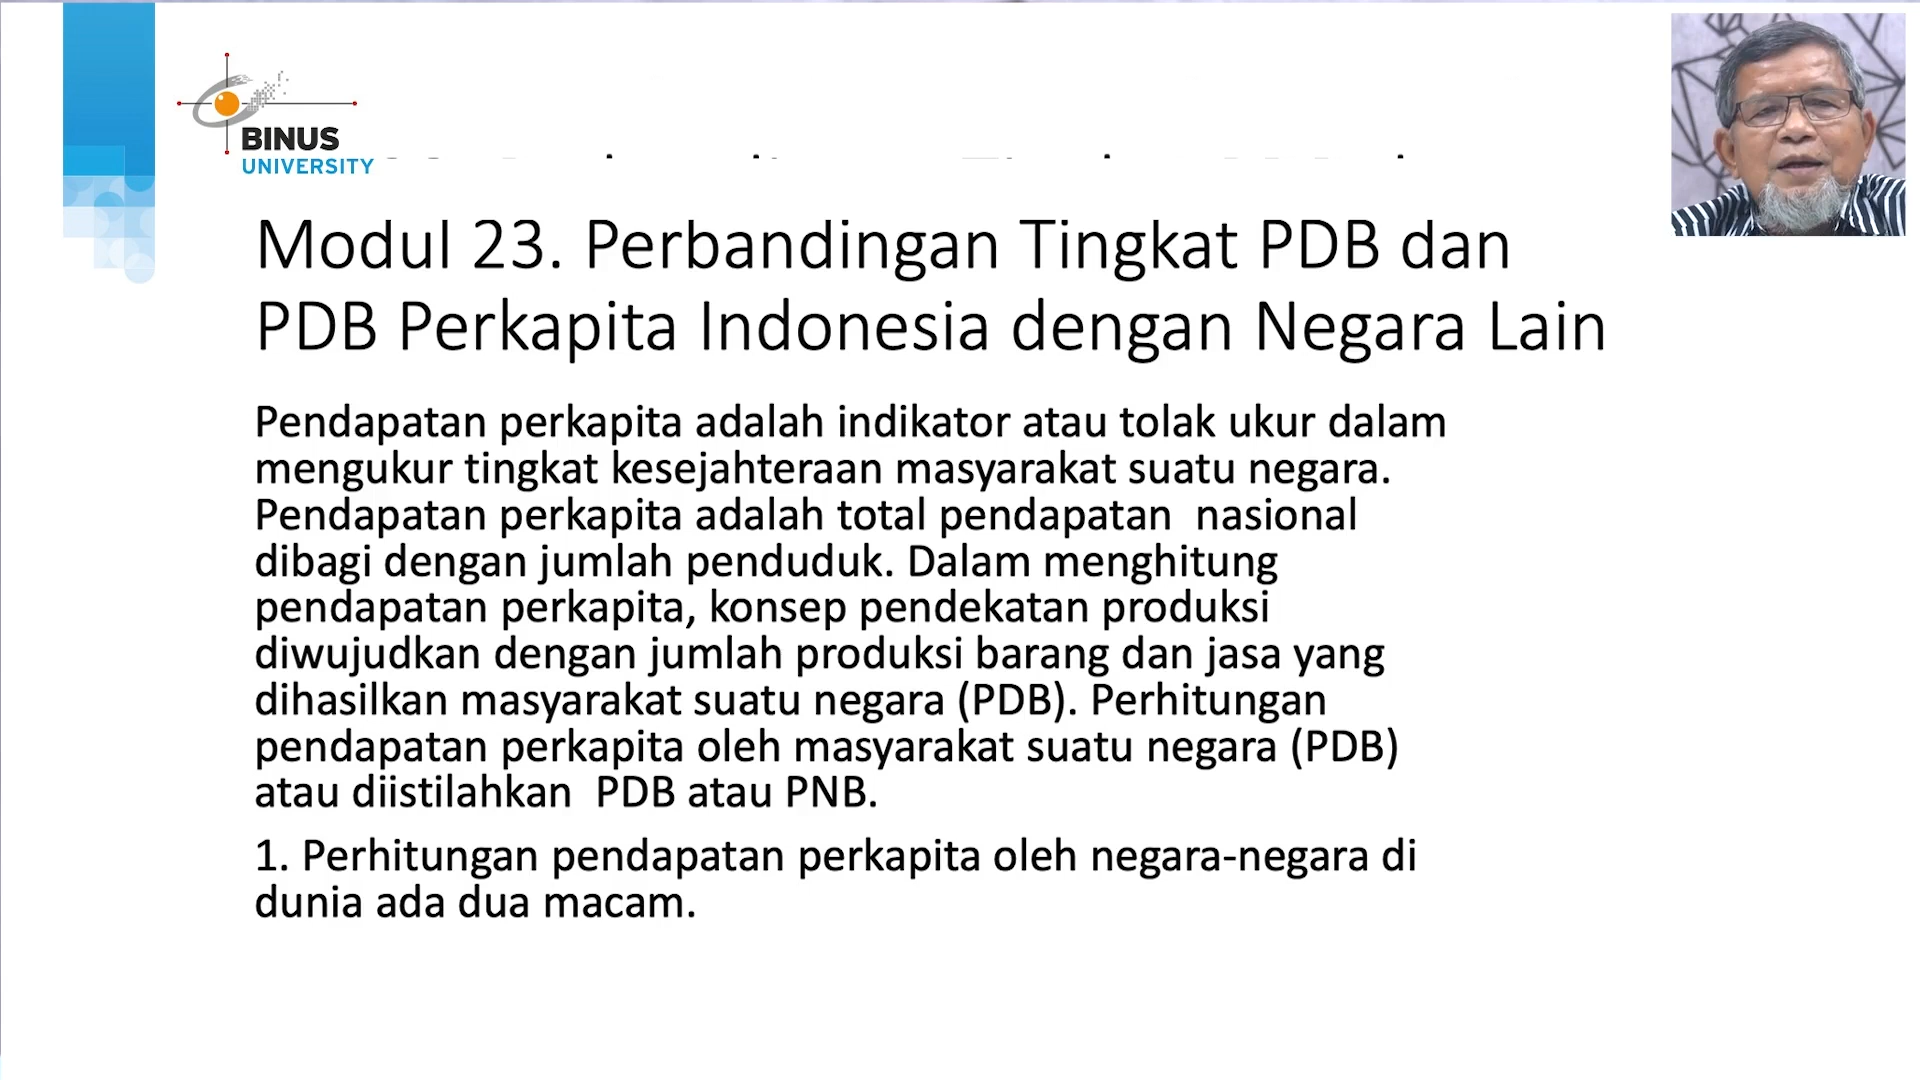 BINUS
UNIVERSITY
Modul 23. Perbandingan Tingkat PDB dan
PDB Perkapita Indonesia dengan Negara Lain
Pendapatan perkapita adalah indikator atau tolak ukur dalam
mengukur tingkat kesejahteraan masyarakat suatu negara.
Pendapatan perkapita adalah total pendapatan  nasional
dibagi dengan jumlah penduduk. Dalam menghitung
pendapatan perkapita, konsep pendekatan produksi
diwujudkan dengan jumlah produksi barang dan jasa yang
dihasilkan masyarakat suatu negara (PDB). Perhitungan
pendapatan perkapita oleh masyarakat suatu negara (PDB)
atau diistilahkan  PDB atau PNB.
1. Perhitungan pendapatan perkapita oleh negara-negara di
dunia ada dua macam.